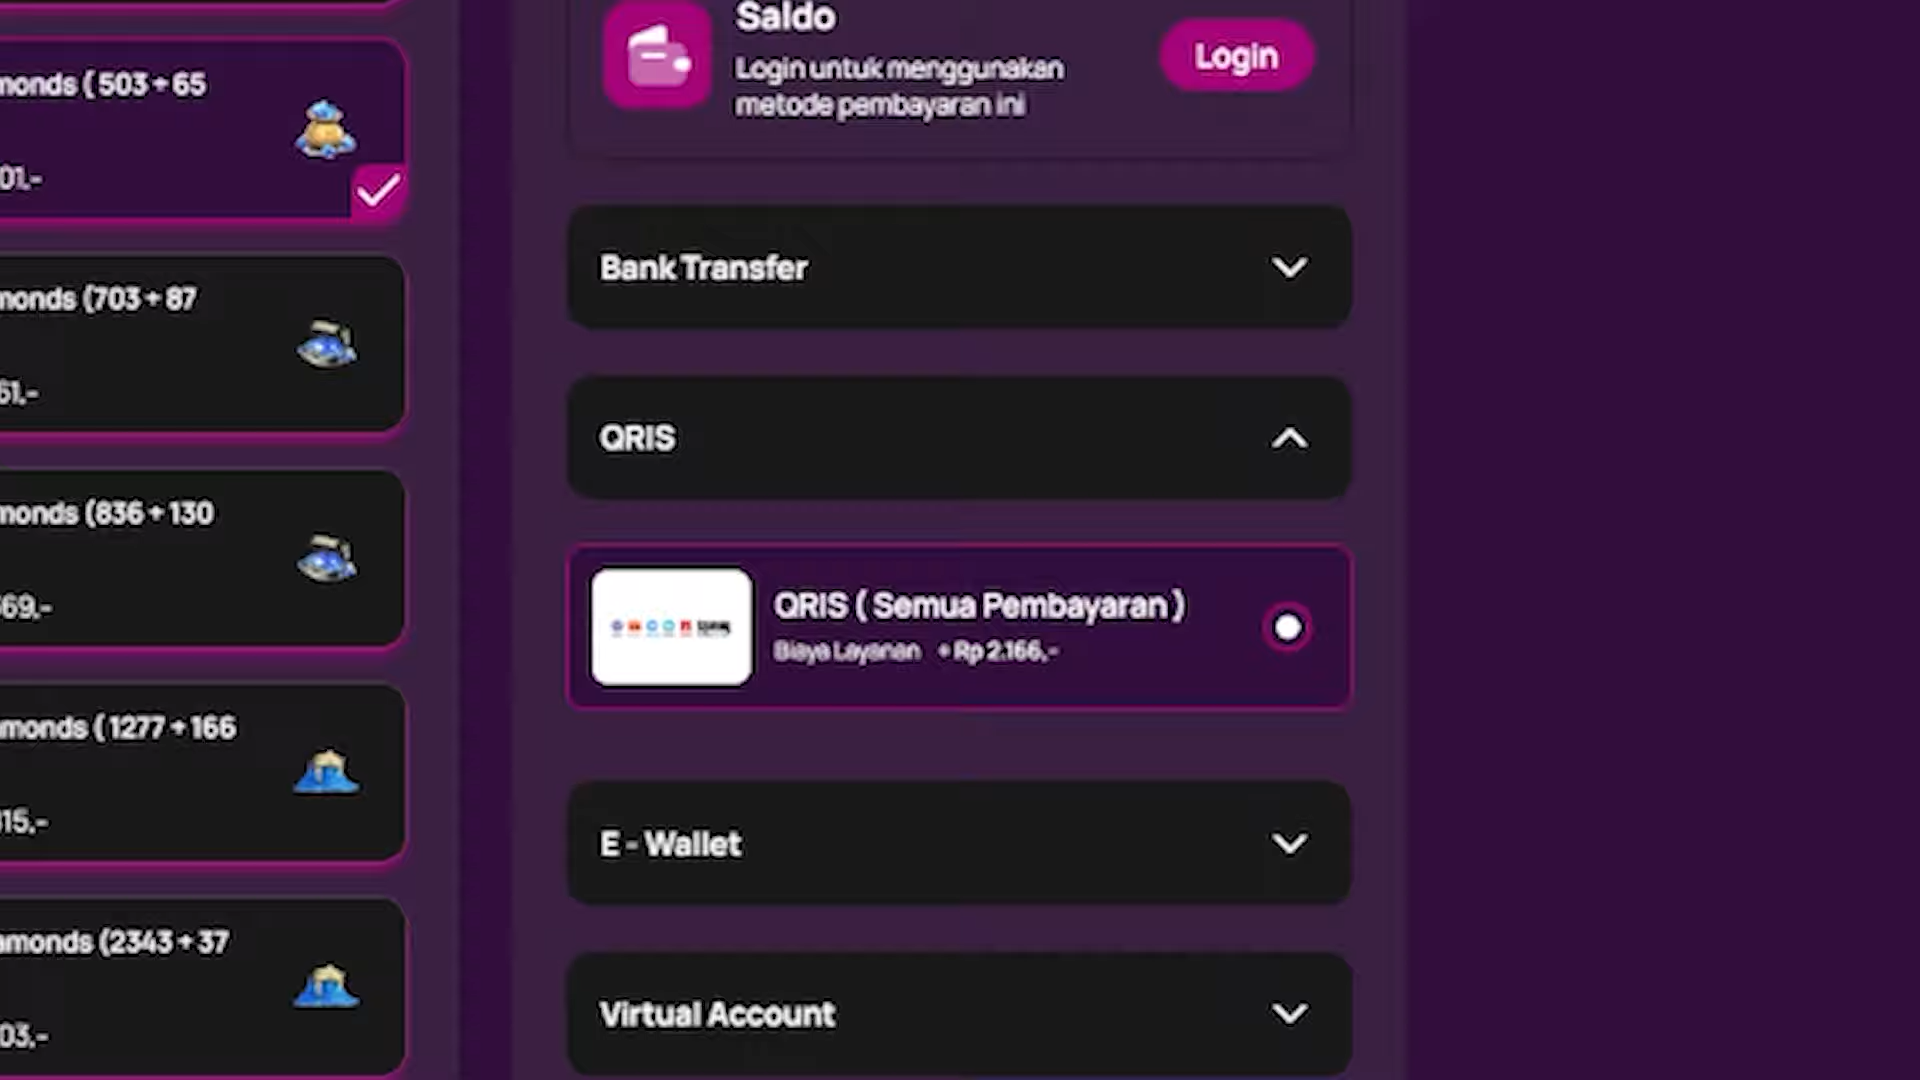 monds ( 503 + 65
01,-
monds (703 + 87
61,-
monds (836 + 130
669,-
monds ( 1277 + 166
115,-
amonds (2343 + 37
03,-
Saldo
Login untuk menggunakan
metode pembayaran ini
Login
Bank Transfer
QRIS
QRIS ( Semua Pembayaran )
Biaya Layanan + Rp 2.166,-
E - Wallet
Virtual Account